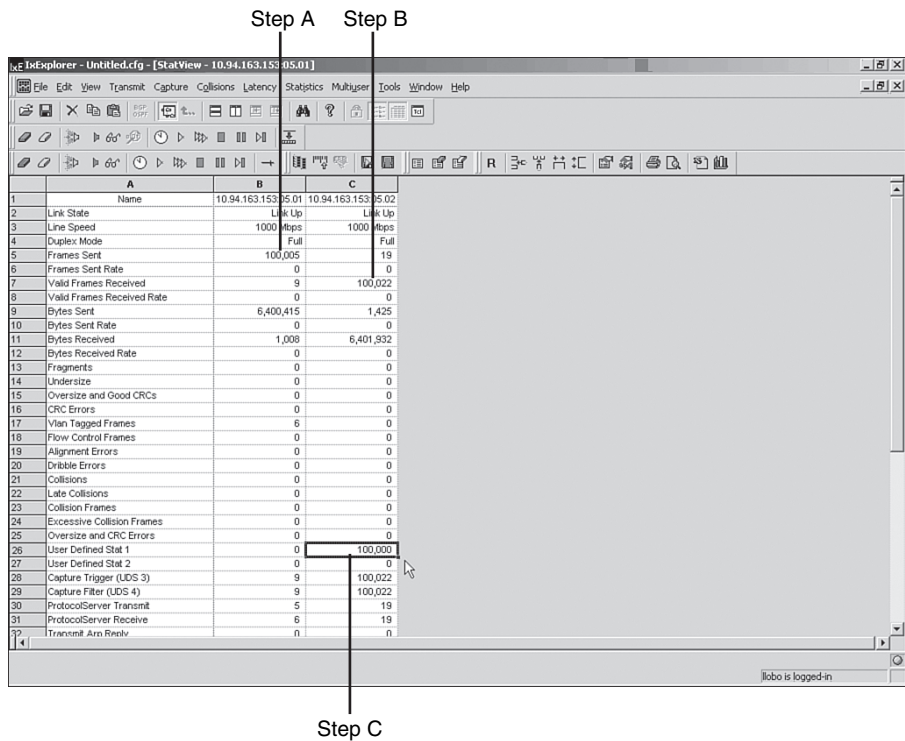 Step A Step B
IxE IxExplorer - Untitled.cfg - [StatView - 10.94.163.153:05.01]
File Edit View Transmit Capture Collisions Latency Statistics Multiuser Tools Window Help
A B C
1 Name 10.94.163.153:05.01 10.94.163.153:05.02
2 Link State Link Up Link Up
3 Line Speed 1000 Mbps 1000 Mbps
4 Duplex Mode Full Full
5 Frames Sent 100,005 19
6 Frames Sent Rate 0 0
7 Valid Frames Received 9 100,022
8 Valid Frames Received Rate 0 0
9 Bytes Sent 6,400,415 1,425
10 Bytes Sent Rate 0 0
11 Bytes Received 1,008 6,401,932
12 Bytes Received Rate 0 0
13 Fragments 0 0
14 Undersize 0 0
15 Oversize and Good CRCs 0 0
16 CRC Errors 0 0
17 Vlan Tagged Frames 6 0
18 Flow Control Frames 0 0
19 Alignment Errors 0 0
20 Dribble Errors 0 0
21 Collisions 0 0
22 Late Collisions 0 0
23 Collision Frames 0 0
24 Excessive Collision Frames 0 0
25 Oversize and CRC Errors 0 0
26 User Defined Stat 1 0 100,000
27 User Defined Stat 2 0 0
28 Capture Trigger (UDS 3) 9 100,022
29 Capture Filter (UDS 4) 9 100,022
30 ProtocolServer Transmit 5 19
31 ProtocolServer Receive 6 19
32 Transmit Arp Reply 0 0
llobo is logged-in
Step C